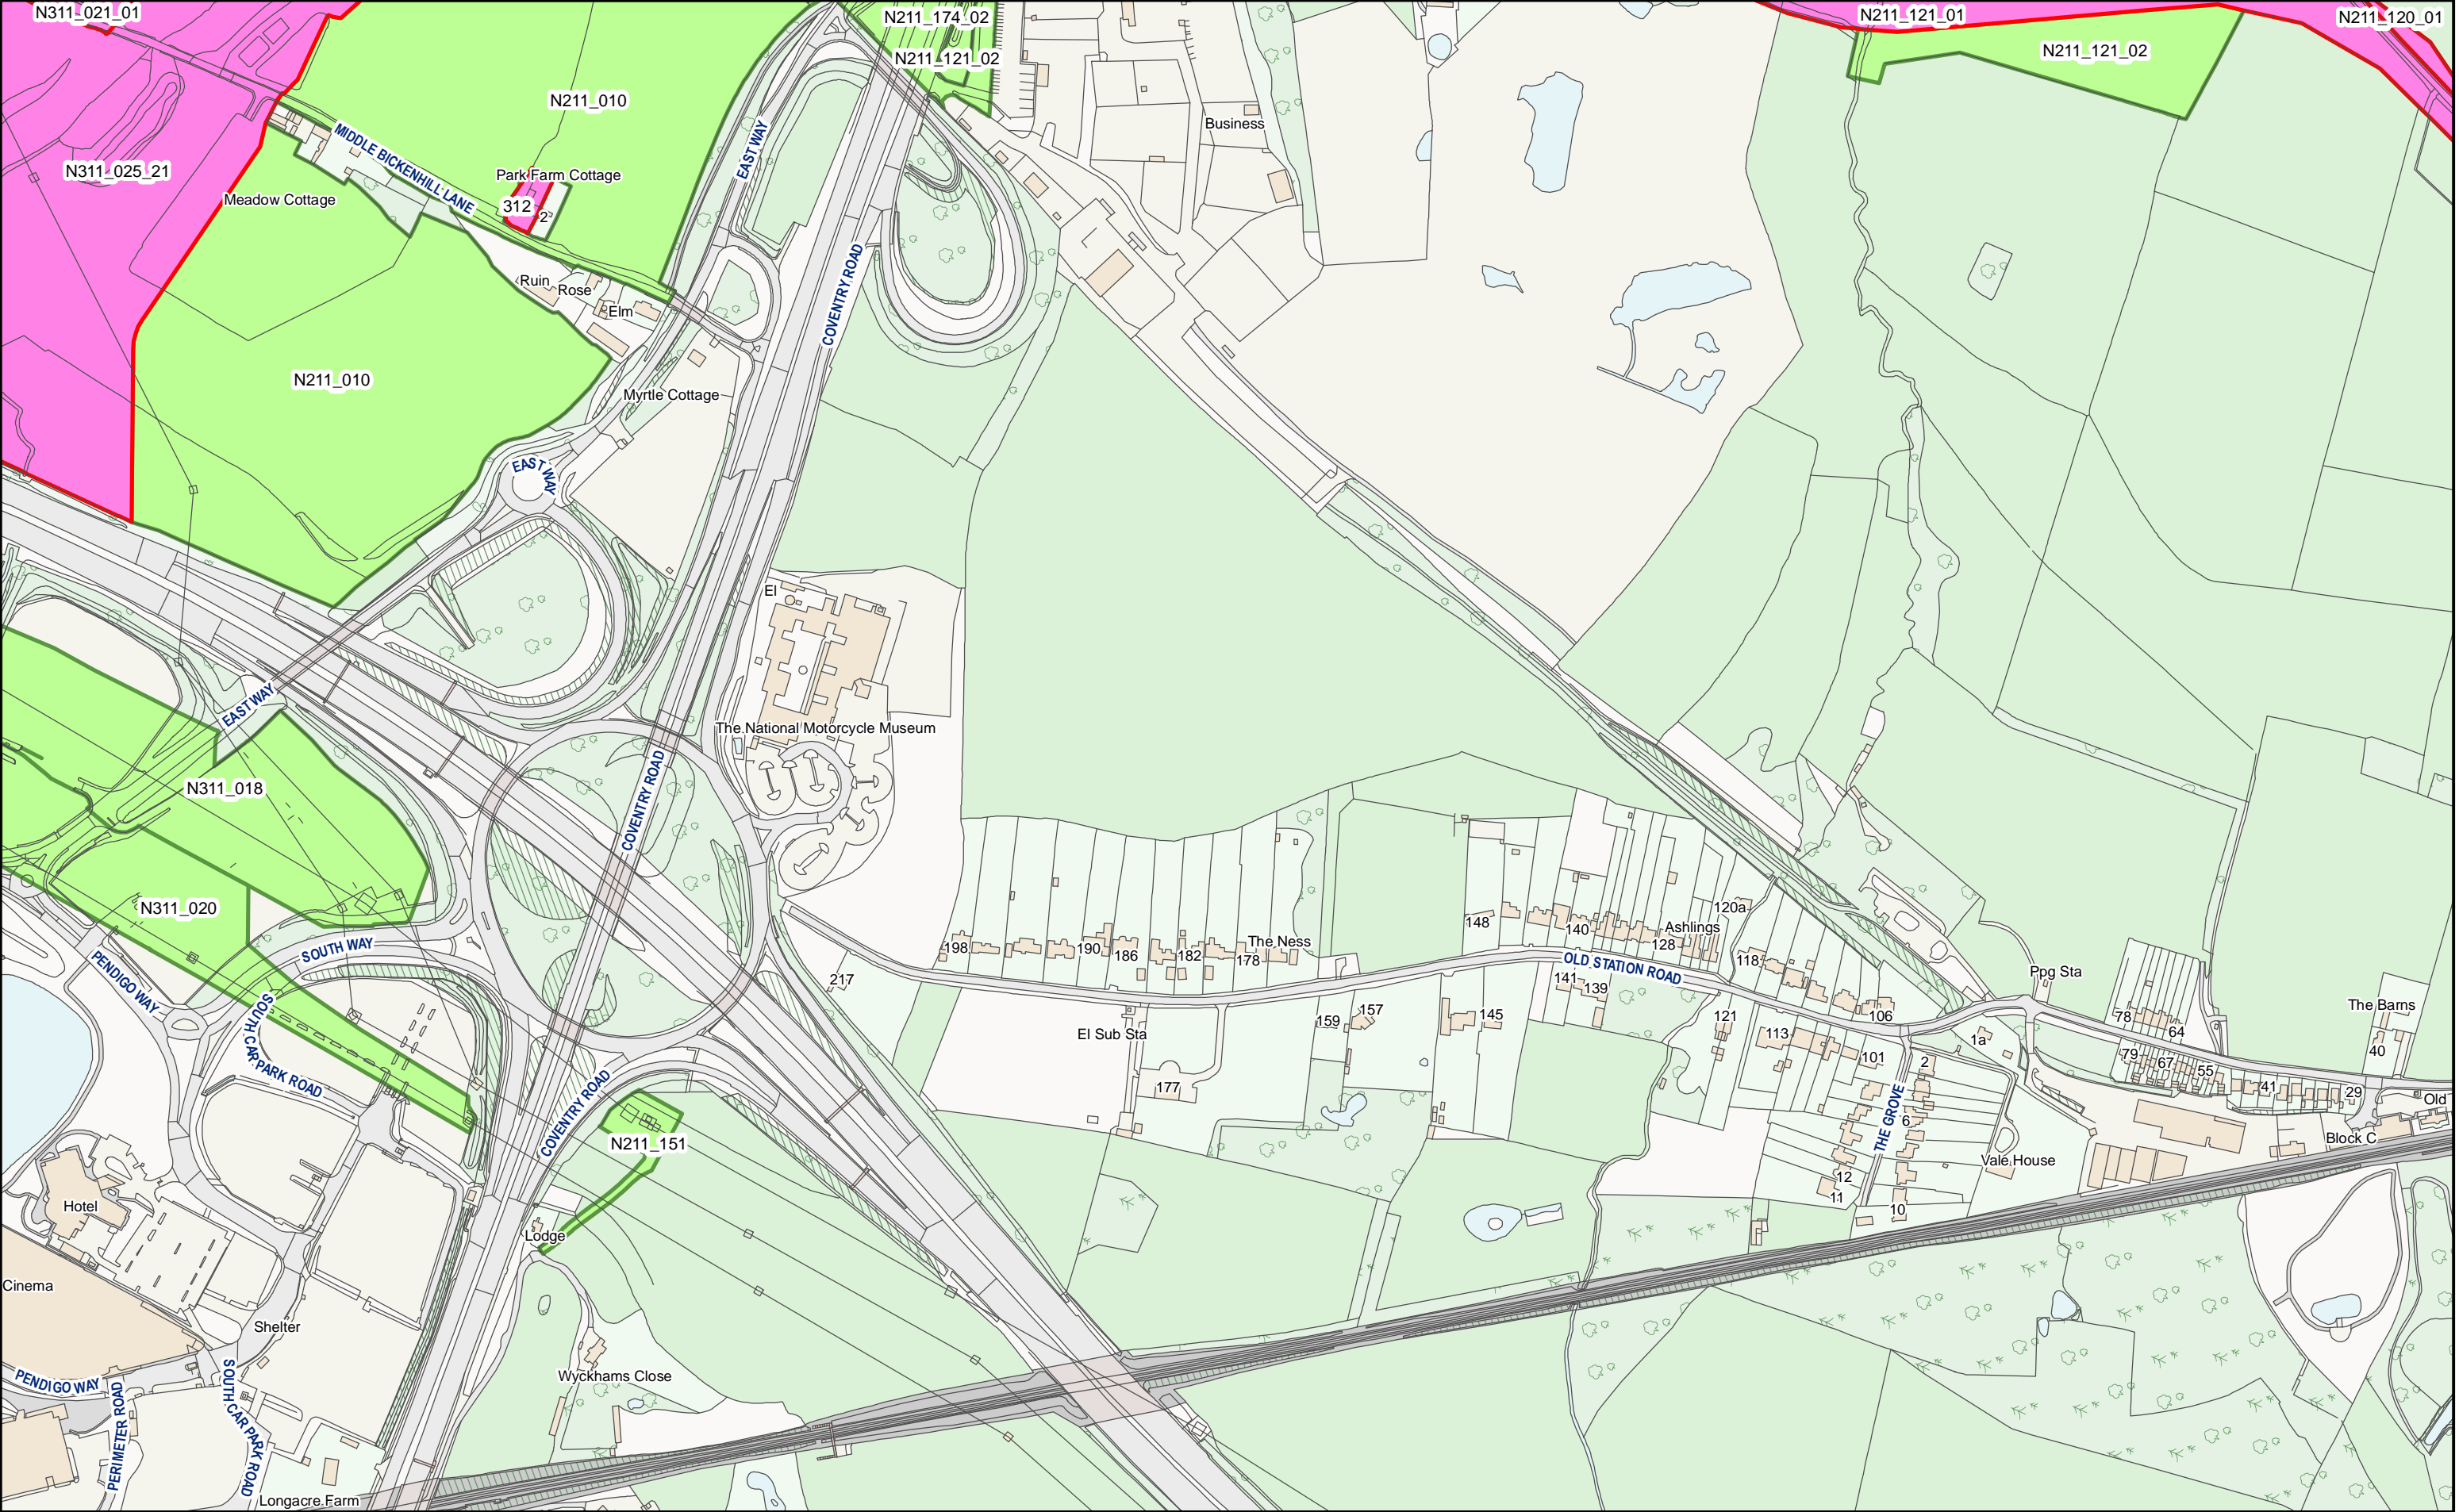 N311_021_01
N211_174_02
N211_121_01
N211_120_01
N211_121_02
N211_121_02
N211_010
Business
MIDDLE BICKENHILL LANE
EAST WAY
N311_025_21
Park Farm Cottage
Meadow Cottage
312
2
COVENTRY ROAD
Ruin
Rose
Elm
N211_010
Myrtle Cottage
EAST WAY
El
EAST WAY
The National Motorcycle Museum
COVENTRY ROAD
N311_018
N311_020
SOUTH WAY
PENDIGO WAY
SOUTH CAR PARK ROAD
198
190
186
182
178
The Ness
217
148
140
128
Ashlings
120a
118
OLD STATION ROAD
141
139
106
Ppg Sta
The Barns
El Sub Sta
159
157
145
121
113
101
1a
2
78
64
79
67
55
40
41
29
Old
177
COVENTRY ROAD
N211_151
THE GROVE
6
Block C
Vale House
12
11
10
Hotel
Lodge
Cinema
Shelter
Wyckhams Close
PENDIGO WAY
PERIMETER ROAD
SOUTH CAR PARK ROAD
Longacre Farm